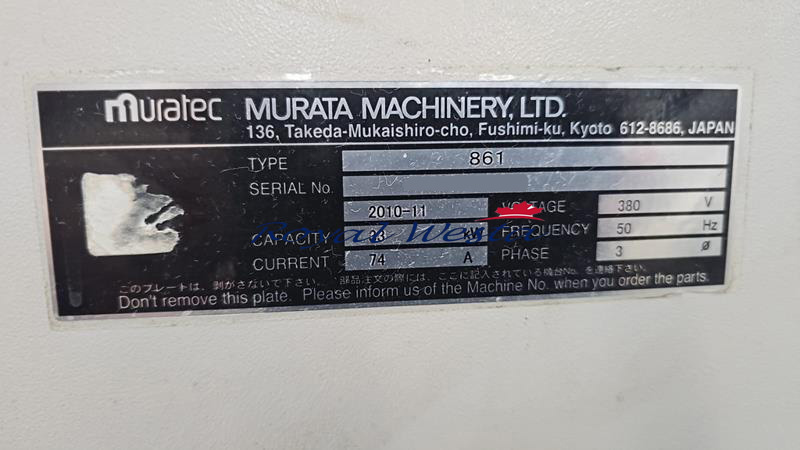 muratec MURATA MACHINERY, LTD.
136, Takeda-Mukaishiro-cho, Fushimi-ku, Kyoto 612-8686, JAPAN
TYPE 861
SERIAL No.
2010-11 VOLTAGE 380 V
CAPACITY 33 kW FREQUENCY 50 Hz
CURRENT 74 A PHASE 3 ø
このプレートは、剥がさないで下さい。 部品注文の際には、ここに記入されている機台No. を連絡下さい。
Don't remove this plate. Please inform us of the Machine No. when you order the parts.